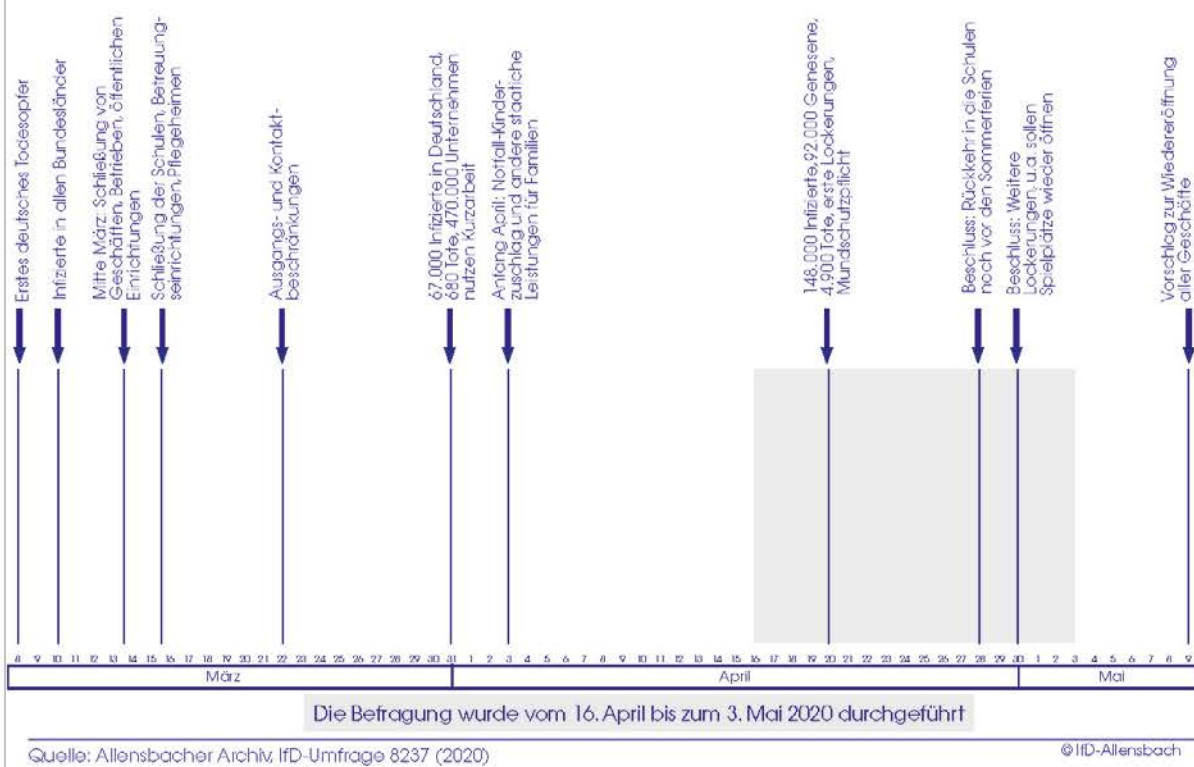 Erstes deutsches Todesopfer
Infizierte in allen Bundesländer
Mitte März: Schließung von
Geschäften, Betrieben, öffentlichen
Einrichtungen
Schließung der Schulen, Betreuung-
seinrichtungen, Pflegeheimen
Ausgangs- und Kontakt-
beschränkungen
67.000 Infizierte in Deutschland,
680 Tote, 470.000 Unternehmen
nutzen Kurzarbeit
Anfang April: Notfall-Kinder-
zuschlag und andere staatliche
Leistungen für Familien
148.000 Infizierte, 92.000 Genesene,
4.900 Tote, erste Lockerungen,
Mundschutzpflicht
Beschluss: Rückkehr in die Schulen
noch vor den Sommerferien
Beschluss: Weitere
Lockerungen, u.a. sollen
Spielplätze wieder öffnen
Vorschlag zur Wiedereröffnung
aller Geschäfte
8 9 10 11 12 13 14 15 16 17 18 19 20 21 22 23 24 25 26 27 28 29 30 31 1 2 3 4 5 6 7 8 9 10 11 12 13 14 15 16 17 18 19 20 21 22 23 24 25 26 27 28 29 30 1 2 3 4 5 6 7 8 9
März April Mai
Die Befragung wurde vom 16. April bis zum 3. Mai 2020 durchgeführt
Quelle: Allensbacher Archiv, IfD-Umfrage 8237 (2020)
© IfD-Allensbach